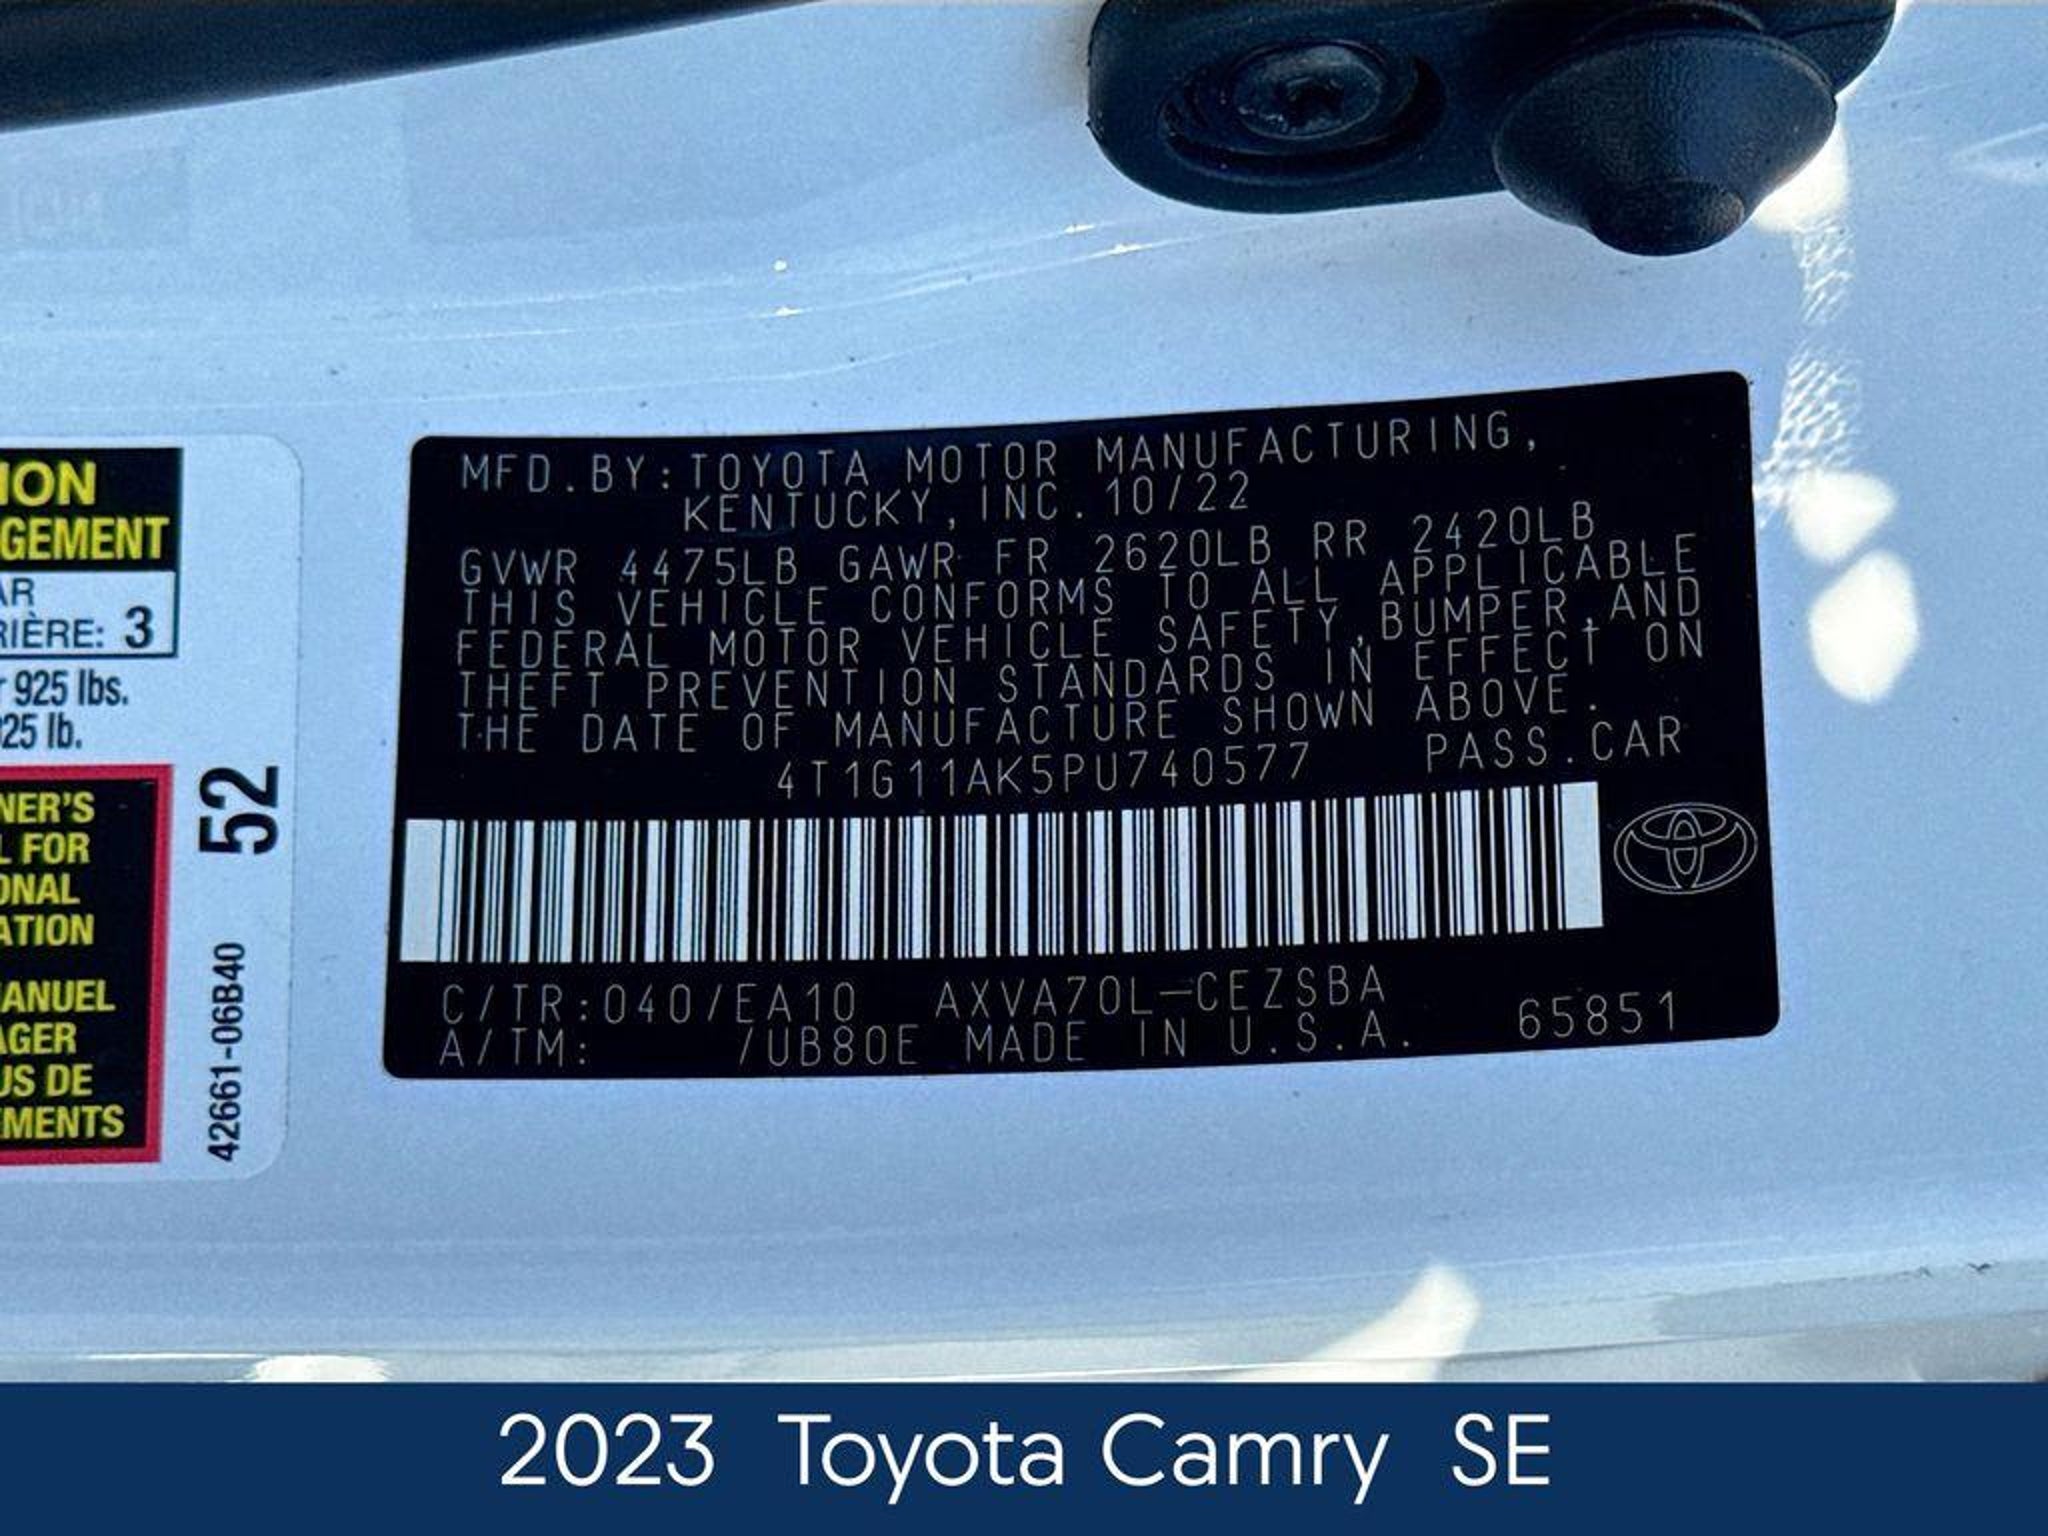 ION
GEMENT
AR
RIÈRE: 3
r 925 lbs.
925 lb.
NER'S
L FOR
ONAL
ATION
MANUEL
AGER
US DE
EMENTS
52
42661-06B40
MFD.BY:TOYOTA MOTOR MANUFACTURING,
KENTUCKY,INC.10/22
GVWR 4475LB GAWR FR 2620LB RR 2420LB
THIS VEHICLE CONFORMS TO ALL APPLICABLE
FEDERAL MOTOR VEHICLE SAFETY,BUMPER,AND
THEFT PREVENTION STANDARDS IN EFFECT ON
THE DATE OF MANUFACTURE SHOWN ABOVE.
4T1G11AK5PU740577 PASS.CAR
C/TR:040/EA10 AXVA70L-CEZSBA
A/TM: /UB80E MADE IN U.S.A. 65851
2023 Toyota Camry SE